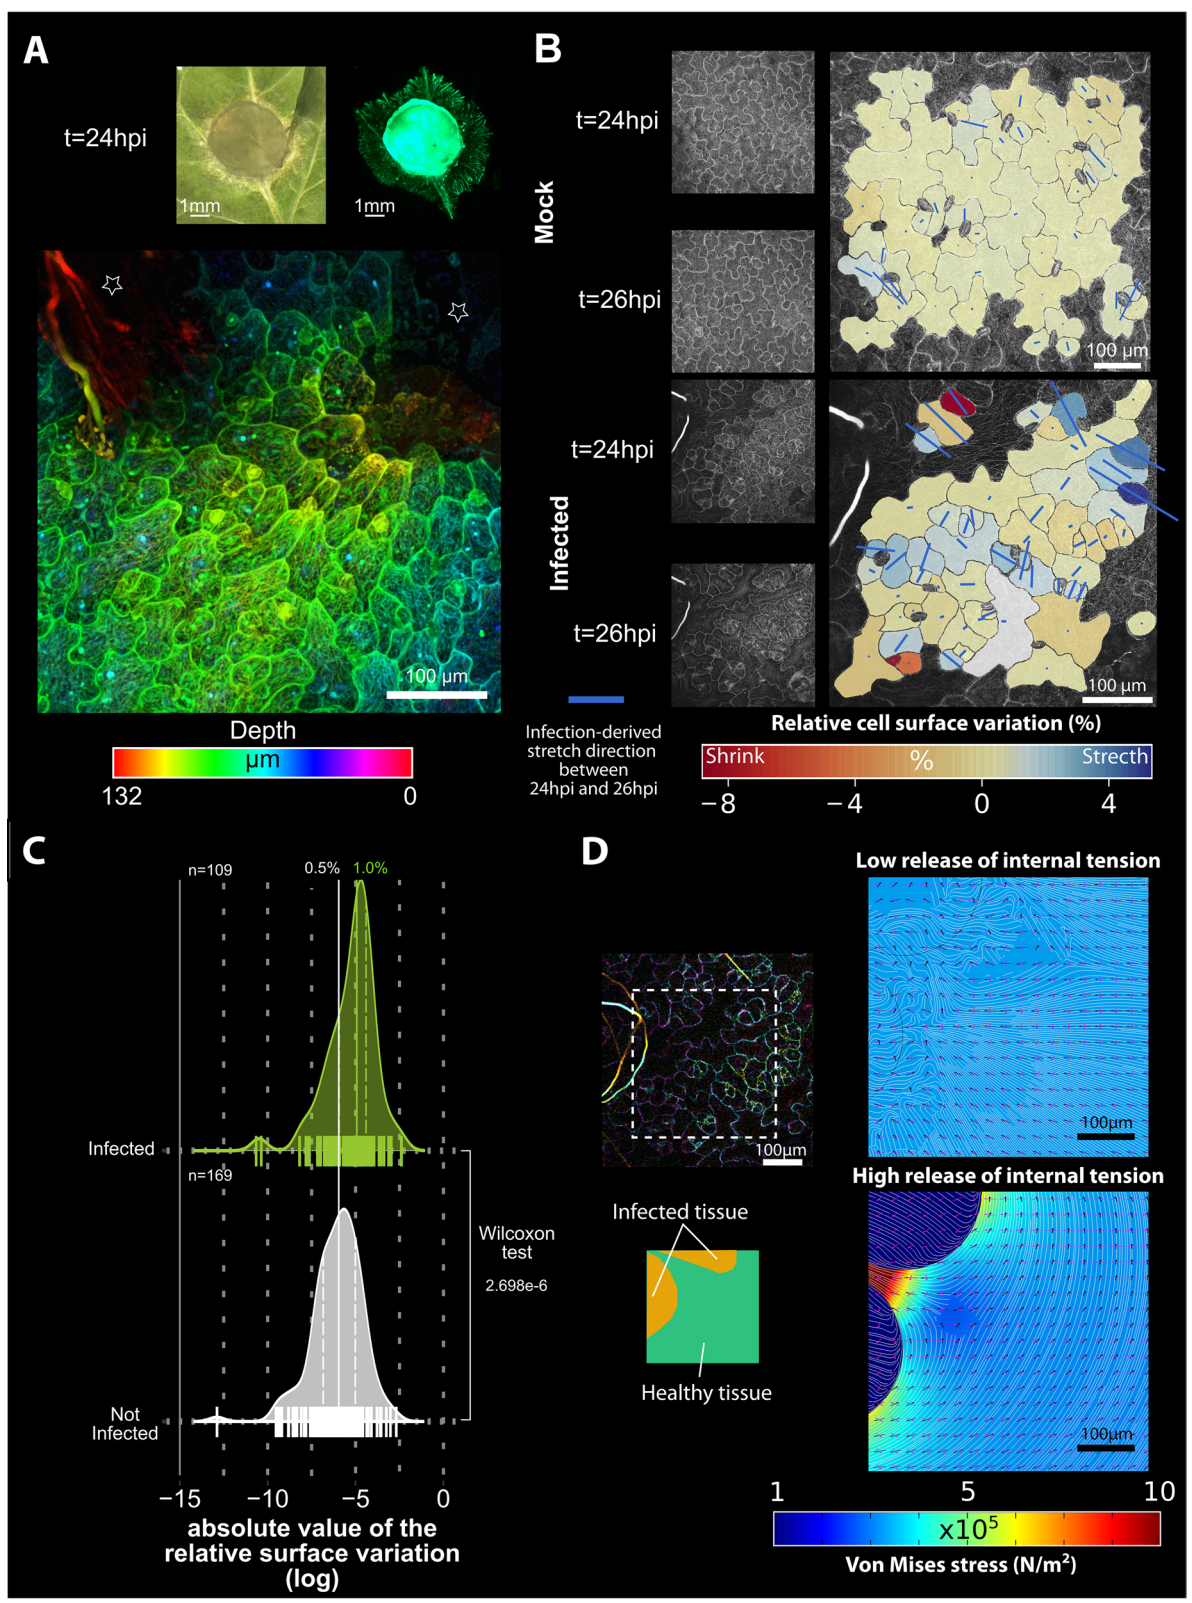 A
t=24hpi
1mm
1mm
100 µm
Depth
µm
132
0
B
Mock
t=24hpi
t=26hpi
100 µm
Infected
t=24hpi
t=26hpi
100 µm
Infection-derived
stretch direction
between
24hpi and 26hpi
Relative cell surface variation (%)
Shrink
%
Strecth
−8
−4
0
4
C
n=109
0.5%
1.0%
Infected
n=169
Wilcoxon
test
2.698e-6
Not
Infected
−15
−10
−5
0
absolute value of the
relative surface variation
(log)
D
100µm
Infected tissue
Healthy tissue
Low release of internal tension
100µm
High release of internal tension
100µm
1
5
10
x10⁵
Von Mises stress (N/m²)